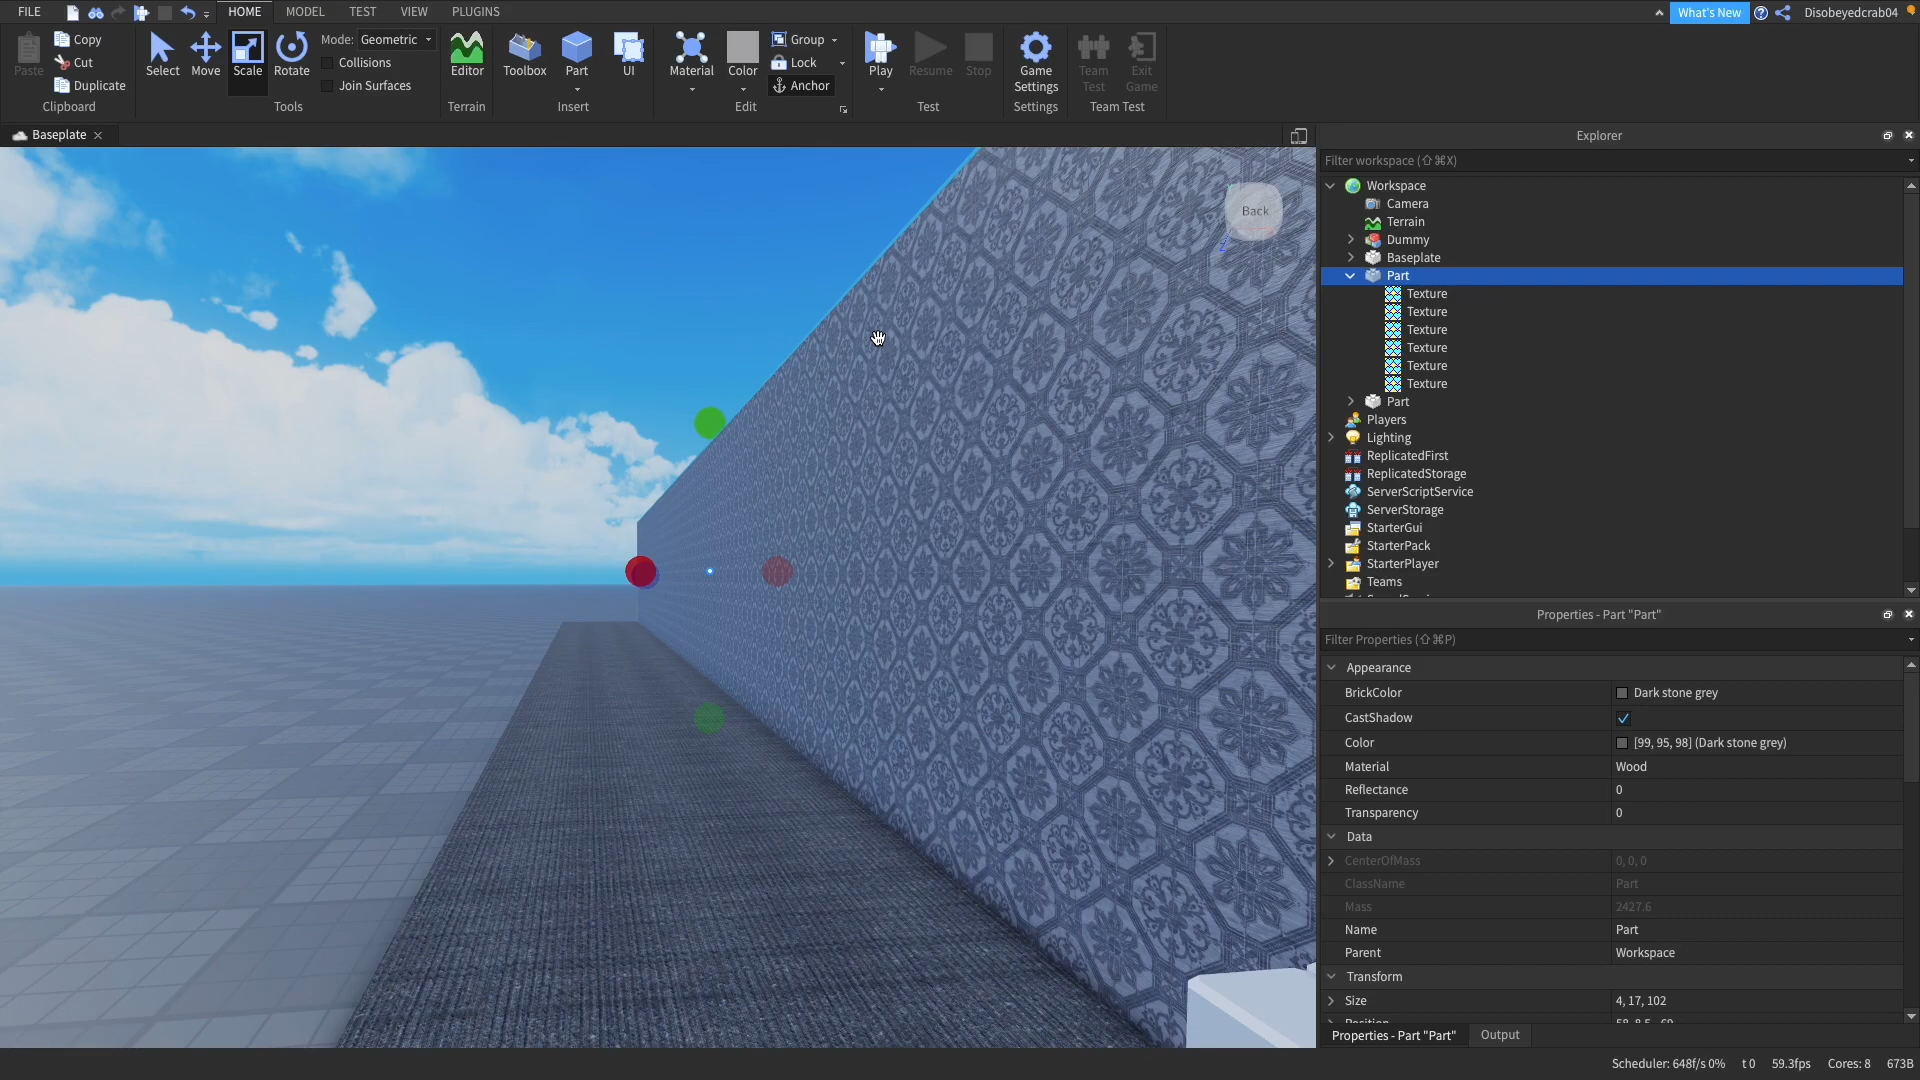 FILE
HOME
MODEL
TEST
VIEW
PLUGINS
What's New
Disobeyedcrab04
Paste
Copy
Cut
Duplicate
Clipboard
Select
Move
Scale
Rotate
Mode: Geometric
Collisions
Join Surfaces
Tools
Editor
Terrain
Toolbox
Part
UI
Insert
Material
Color
Group
Lock
Anchor
Edit
Play
Resume
Stop
Test
Game
Settings
Settings
Team
Test
Exit
Game
Team Test
Baseplate
Back
Z
Explorer
Filter workspace (⇧⌘X)
Workspace
Camera
Terrain
Dummy
Baseplate
Part
Texture
Texture
Texture
Texture
Texture
Texture
Part
Players
Lighting
ReplicatedFirst
ReplicatedStorage
ServerScriptService
ServerStorage
StarterGui
StarterPack
StarterPlayer
Teams
Properties - Part "Part"
Filter Properties (⇧⌘P)
Appearance
BrickColor Dark stone grey
CastShadow
Color [99, 95, 98] (Dark stone grey)
Material Wood
Reflectance 0
Transparency 0
Data
CenterOfMass 0, 0, 0
ClassName Part
Mass 2427.6
Name Part
Parent Workspace
Transform
Size 4, 17, 102
Properties - Part "Part"
Output
Scheduler: 648f/s 0% t 0 59.3fps Cores: 8 673B